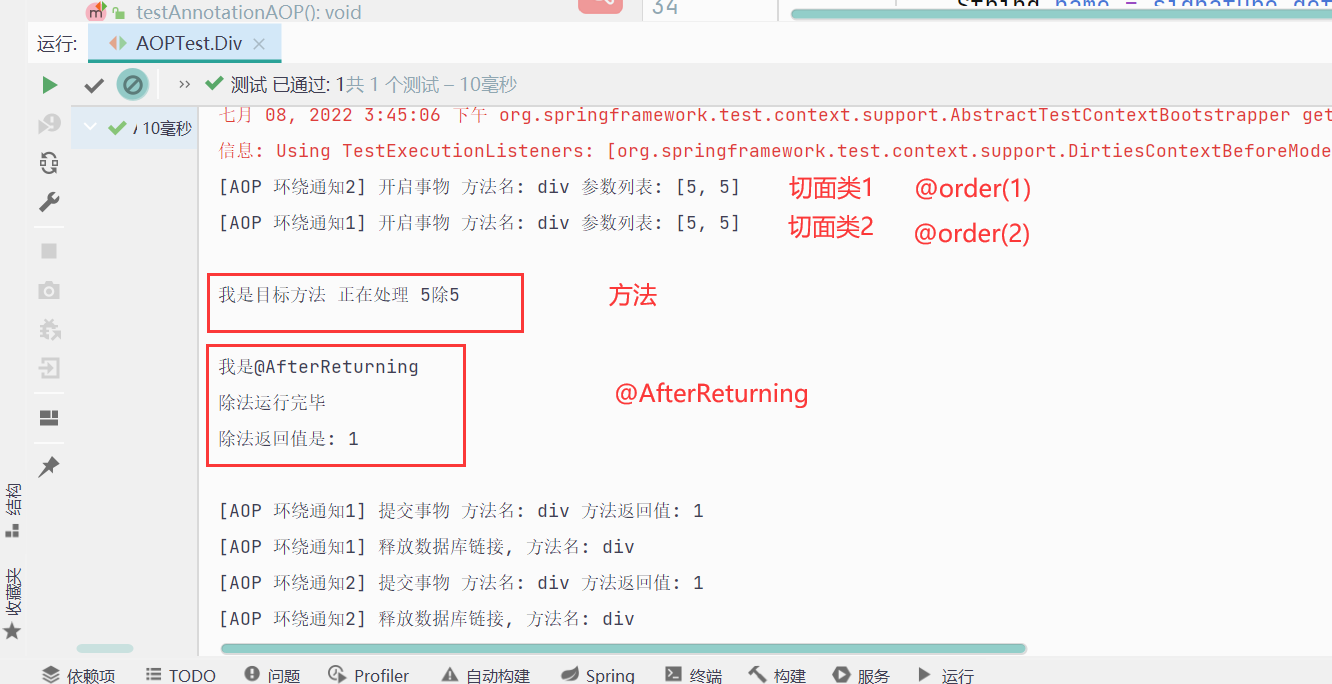 testAnnotationAOP(): void
34
运行:
AOPTest.Div
测试 已通过: 1共 1 个测试 – 10毫秒
10毫秒
七月 08, 2022 3:45:06 下午 org.springframework.test.context.support.AbstractTestContextBootstrapper get
信息: Using TestExecutionListeners: [org.springframework.test.context.support.DirtiesContextBeforeMode
[AOP 环绕通知2] 开启事物 方法名: div 参数列表: [5, 5] 切面类1 @order(1)
[AOP 环绕通知1] 开启事物 方法名: div 参数列表: [5, 5] 切面类2 @order(2)
我是目标方法 正在处理 5除5 方法
我是@AfterReturning
除法运行完毕 @AfterReturning
除法返回值是: 1
[AOP 环绕通知1] 提交事物 方法名: div 方法返回值: 1
[AOP 环绕通知1] 释放数据库链接, 方法名: div
[AOP 环绕通知2] 提交事物 方法名: div 方法返回值: 1
[AOP 环绕通知2] 释放数据库链接, 方法名: div
结构
收藏夹
依赖项 TODO 问题 Profiler 自动构建 Spring 终端 构建 服务 运行